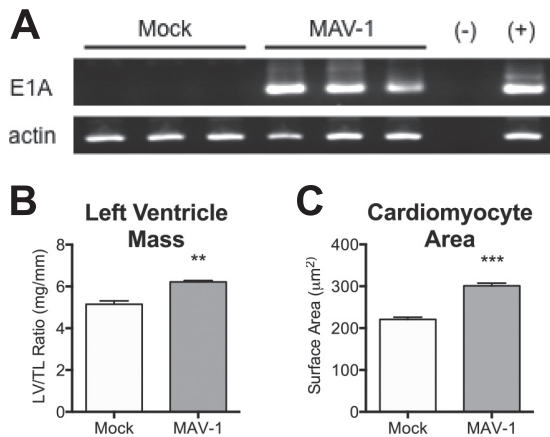 A
Mock MAV-1 (-) (+)
E1A
actin
B
Left Ventricle
Mass
**
LV/TL Ratio (mg/mm)
8
6
4
2
0
Mock MAV-1
C
Cardiomyocyte
Area
***
Surface Area (μm²)
400
300
200
100
0
Mock MAV-1